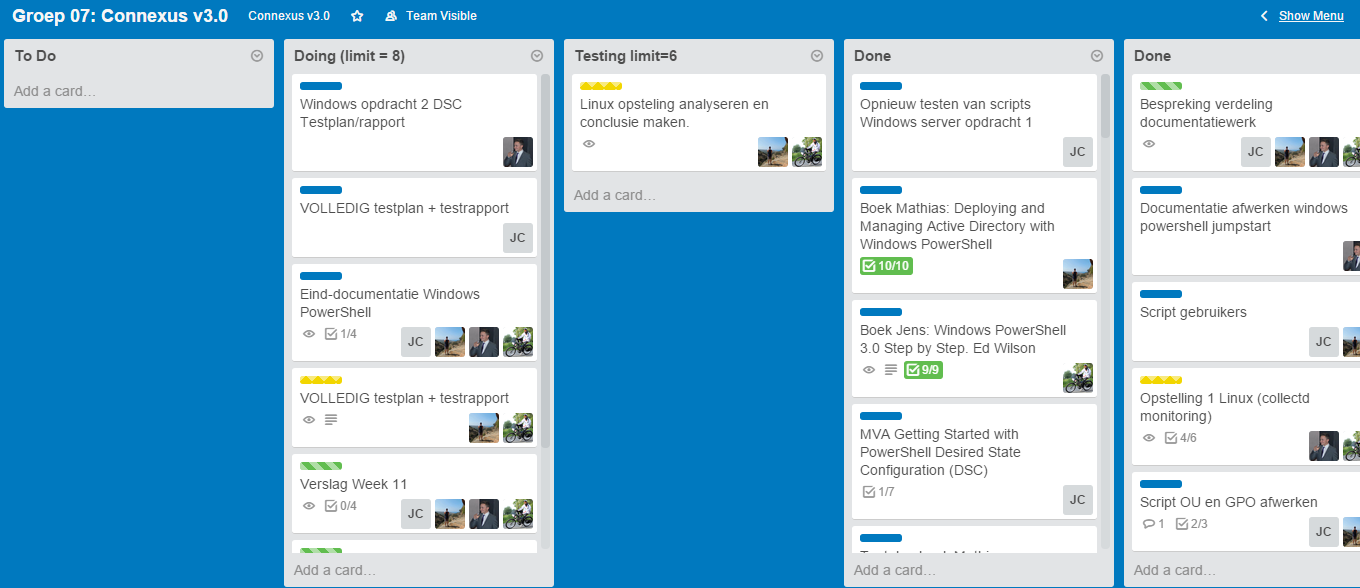 Groep 07: Connexus v3.0
Connexus v3.0
Team Visible
Show Menu
To Do
Add a card…
Doing (limit = 8)
Windows opdracht 2 DSC
Testplan/rapport
VOLLEDIG testplan + testrapport
JC
Eind-documentatie Windows
PowerShell
1/4
JC
VOLLEDIG testplan + testrapport
Verslag Week 11
0/4
JC
Add a card…
Testing limit=6
Linux opsteling analyseren en
conclusie maken.
Add a card…
Done
Opnieuw testen van scripts
Windows server opdracht 1
JC
Boek Mathias: Deploying and
Managing Active Directory with
Windows PowerShell
10/10
Boek Jens: Windows PowerShell
3.0 Step by Step. Ed Wilson
9/9
MVA Getting Started with
PowerShell Desired State
Configuration (DSC)
1/7
JC
Add a card…
Done
Bespreking verdeling
documentatiewerk
JC
Documentatie afwerken windows
powershell jumpstart
Script gebruikers
JC
Opstelling 1 Linux (collectd
monitoring)
4/6
Script OU en GPO afwerken
1
2/3
JC
Add a card…